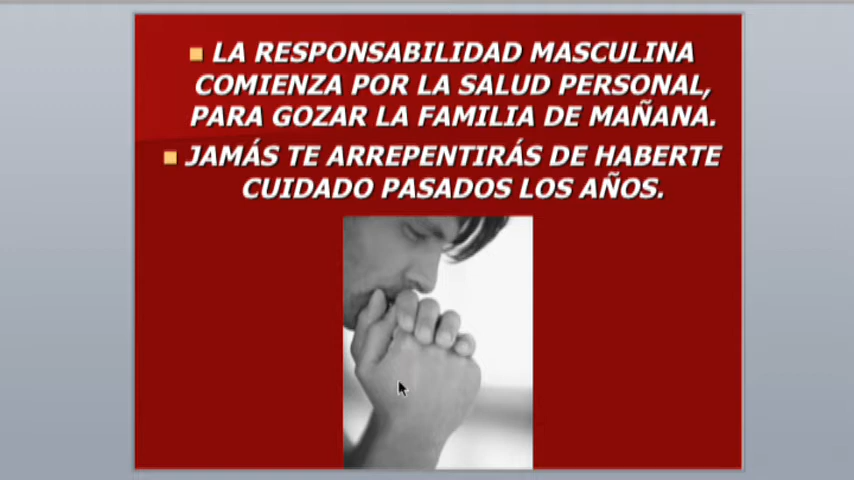 LA RESPONSABILIDAD MASCULINA
COMIENZA POR LA SALUD PERSONAL,
PARA GOZAR LA FAMILIA DE MAÑANA.
JAMÁS TE ARREPENTIRÁS DE HABERTE
CUIDADO PASADOS LOS AÑOS.